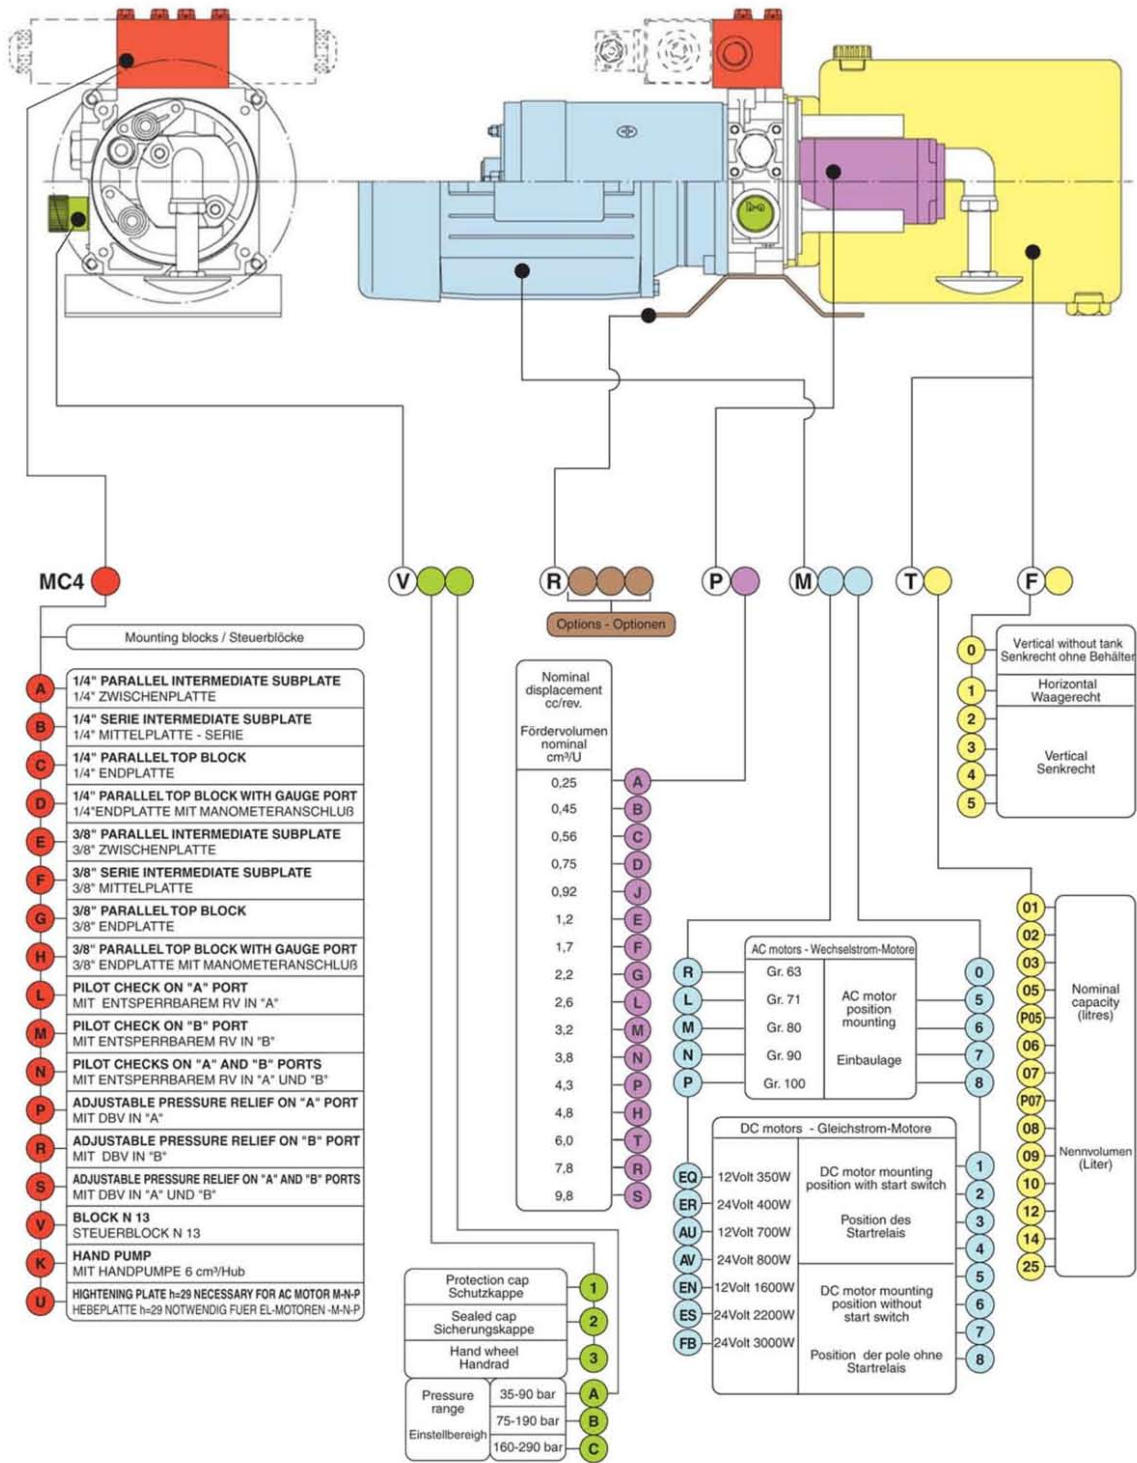 MC4
V
R
P
M
T
F
Options - Optionen
Mounting blocks / Steuerblöcke
A 1/4" PARALLEL INTERMEDIATE SUBPLATE
1/4" ZWISCHENPLATTE
B 1/4" SERIE INTERMEDIATE SUBPLATE
1/4" MITTELPLATTE - SERIE
C 1/4" PARALLEL TOP BLOCK
1/4" ENDPLATTE
D 1/4" PARALLEL TOP BLOCK WITH GAUGE PORT
1/4"ENDPLATTE MIT MANOMETERANSCHLUß
E 3/8" PARALLEL INTERMEDIATE SUBPLATE
3/8" ZWISCHENPLATTE
F 3/8" SERIE INTERMEDIATE SUBPLATE
3/8" MITTELPLATTE
G 3/8" PARALLEL TOP BLOCK
3/8" ENDPLATTE
H 3/8" PARALLEL TOP BLOCK WITH GAUGE PORT
3/8" ENDPLATTE MIT MANOMETERANSCHLUß
L PILOT CHECK ON "A" PORT
MIT ENTSPERRBAREM RV IN "A"
M PILOT CHECK ON "B" PORT
MIT ENTSPERRBAREM RV IN "B"
N PILOT CHECKS ON "A" AND "B" PORTS
MIT ENTSPERRBAREM RV IN "A" UND "B"
P ADJUSTABLE PRESSURE RELIEF ON "A" PORT
MIT DBV IN "A"
R ADJUSTABLE PRESSURE RELIEF ON "B" PORT
MIT DBV IN "B"
S ADJUSTABLE PRESSURE RELIEF ON "A" AND "B" PORTS
MIT DBV IN "A" UND "B"
V BLOCK N 13
STEUERBLOCK N 13
K HAND PUMP
MIT HANDPUMPE 6 cm³/Hub
U HIGHTENING PLATE h=29 NECESSARY FOR AC MOTOR M-N-P
HEBEPLATTE h=29 NOTWENDIG FUER EL-MOTOREN -M-N-P
Protection cap
Schutzkappe
1
Sealed cap
Sicherungskappe
2
Hand wheel
Handrad
3
Pressure
range
Einstellbereigh
35-90 bar A
75-190 bar B
160-290 bar C
Nominal
displacement
cc/rev.
Fördervolumen
nominal
cm³/U
0,25 A
0,45 B
0,56 C
0,75 D
0,92 J
1,2 E
1,7 F
2,2 G
2,6 L
3,2 M
3,8 N
4,3 P
4,8 H
6,0 T
7,8 R
9,8 S
AC motors - Wechselstrom-Motore
R Gr. 63
L Gr. 71
M Gr. 80
N Gr. 90
P Gr. 100
AC motor
position
mounting
Einbaulage
0
5
6
7
8
DC motors - Gleichstrom-Motore
EQ 12Volt 350W
ER 24Volt 400W
AU 12Volt 700W
AV 24Volt 800W
EN 12Volt 1600W
ES 24Volt 2200W
FB 24Volt 3000W
DC motor mounting
position with start switch
Position des
Startrelais
1
2
3
4
DC motor mounting
position without
start switch
Position der pole ohne
Startrelais
5
6
7
8
0
Vertical without tank
Senkrecht ohne Behälter
1
Horizontal
Waagerecht
2
3
4
5
Vertical
Senkrecht
01
02
03
05
P05
06
07
P07
08
09
10
12
14
25
Nominal
capacity
(litres)
Nennvolumen
(Liter)